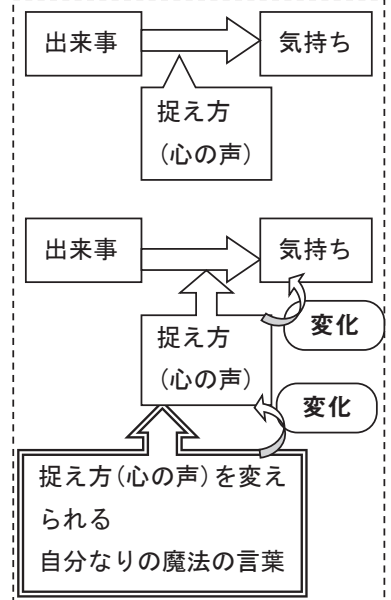 出来事
気持ち
捉え方
(心の声)
出来事
気持ち
捉え方
(心の声)
変化
変化
捉え方(心の声)を変え
られる
自分なりの魔法の言葉